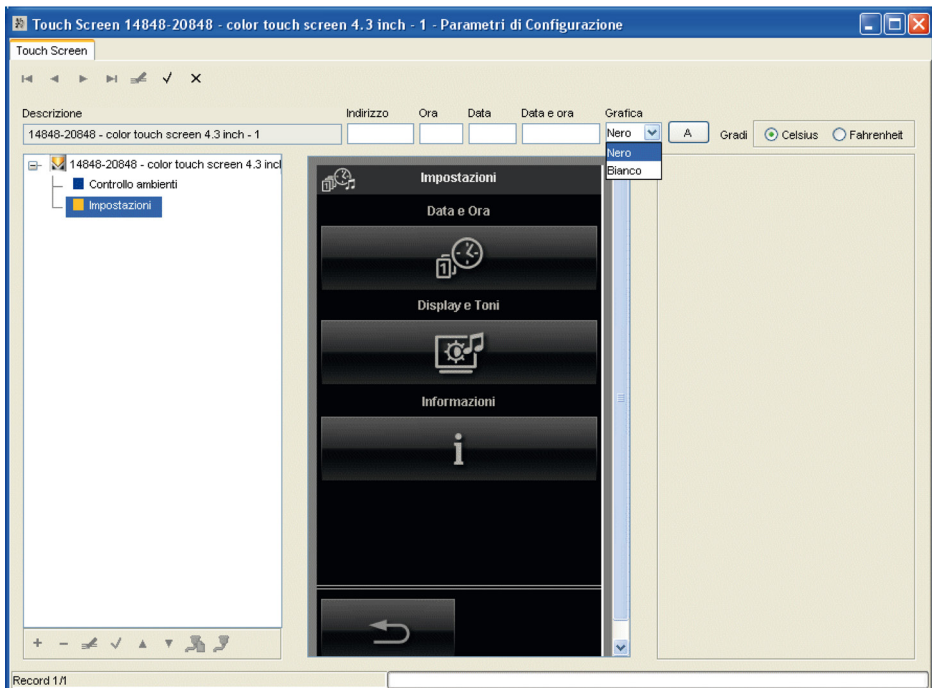 Touch Screen 14848-20848 - color touch screen 4.3 inch - 1 - Parametri di Configurazione
Touch Screen
Descrizione Indirizzo Ora Data Data e ora Grafica
14848-20848 - color touch screen 4.3 inch - 1 Nero A Gradi Celsius Fahrenheit
Nero
Bianco
14848-20848 - color touch screen 4.3 incl
Controllo ambienti
Impostazioni
Impostazioni
Data e Ora
1
Display e Toni
Informazioni
i
Record 1/1